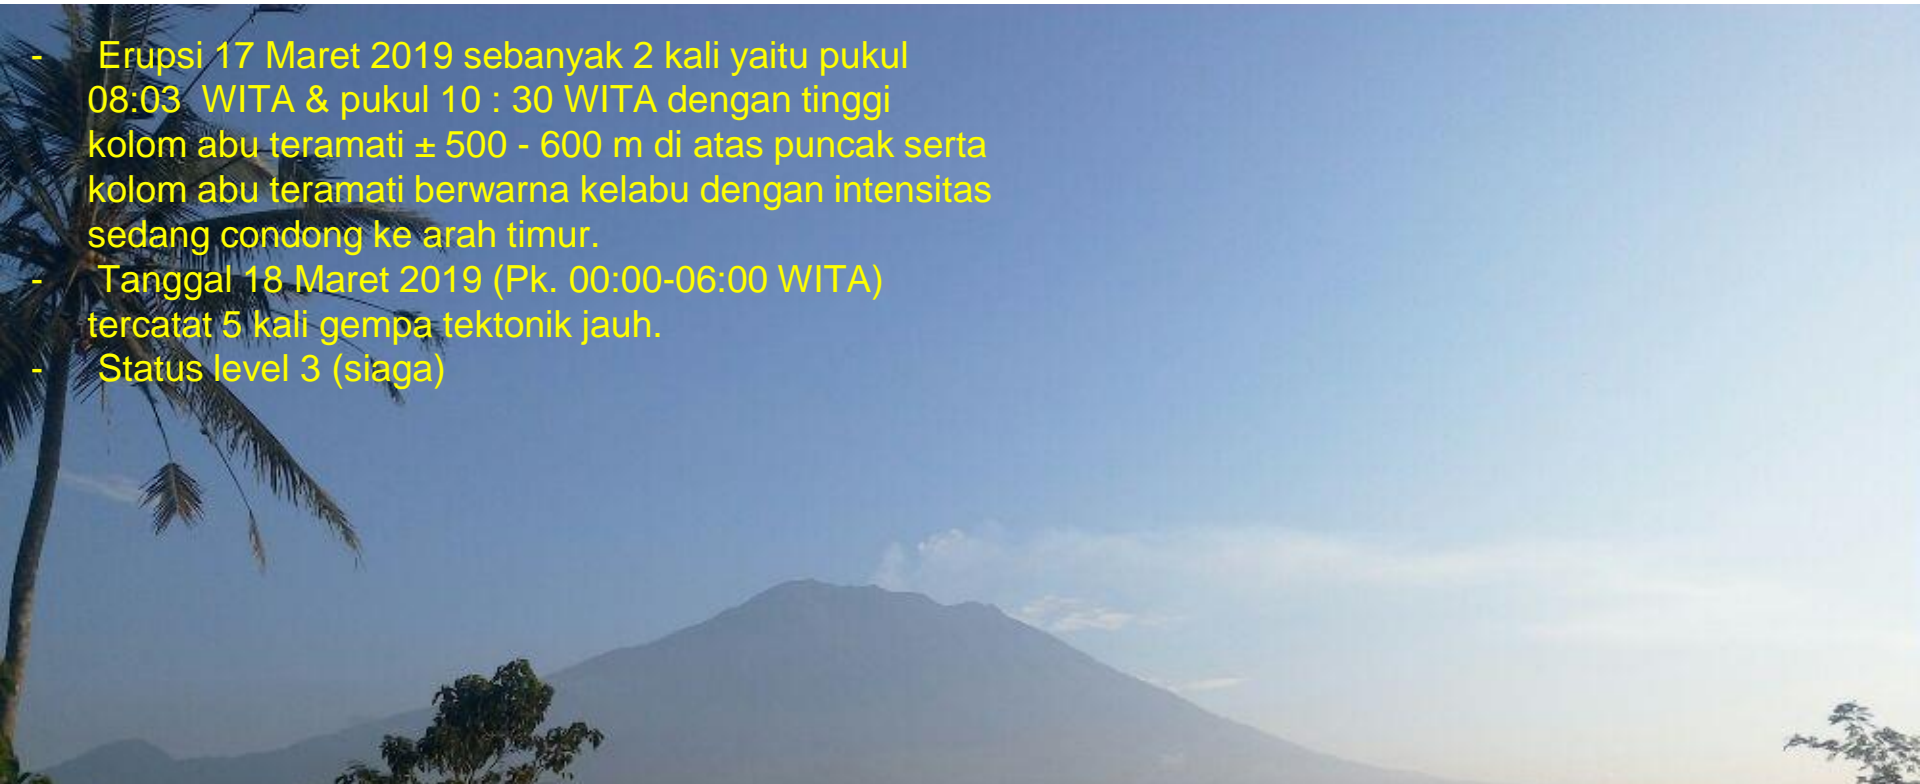 - Erupsi 17 Maret 2019 sebanyak 2 kali yaitu pukul
08:03 WITA & pukul 10 : 30 WITA dengan tinggi
kolom abu teramati ± 500 - 600 m di atas puncak serta
kolom abu teramati berwarna kelabu dengan intensitas
sedang condong ke arah timur.
- Tanggal 18 Maret 2019 (Pk. 00:00-06:00 WITA)
tercatat 5 kali gempa tektonik jauh.
- Status level 3 (siaga)